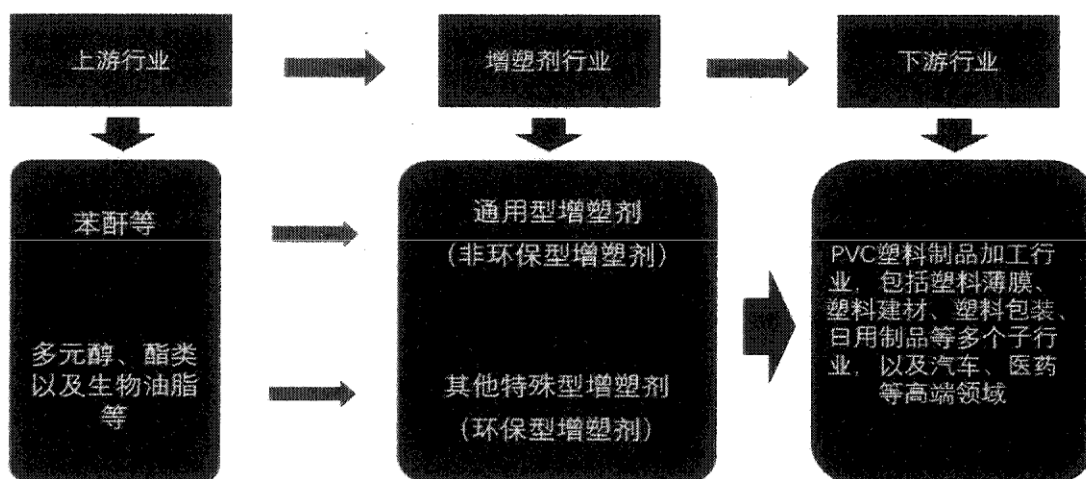 上游行业
增塑剂行业
下游行业
苯酐等
多元醇、酯类
以及生物油脂
等
通用型增塑剂
（非环保型增塑剂）
其他特殊型增塑剂
（环保型增塑剂）
PVC塑料制品加工行
业，包括塑料薄膜、
塑料建材、塑料包装、
日用制品等多个子行
业，以及汽车、医药
等高端领域